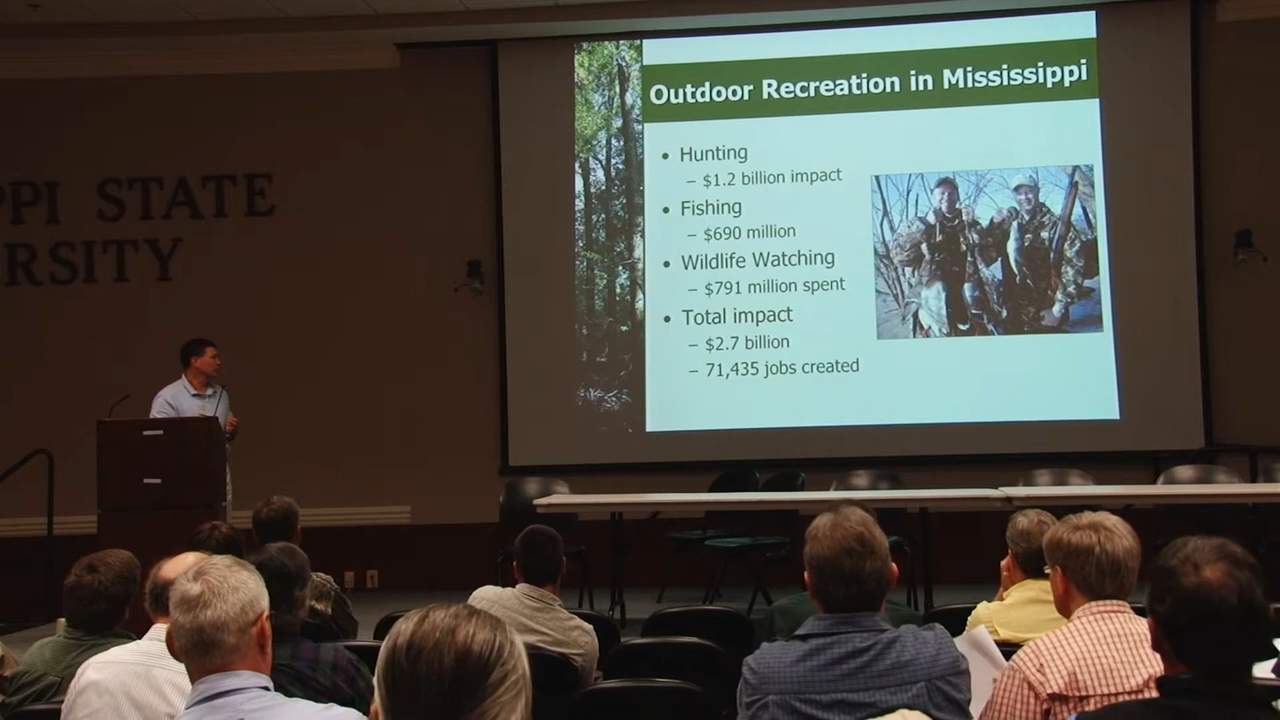 PPI STATE
RSITY
Outdoor Recreation in Mississippi
• Hunting
– $1.2 billion impact
• Fishing
– $690 million
• Wildlife Watching
– $791 million spent
• Total impact
– $2.7 billion
– 71,435 jobs created